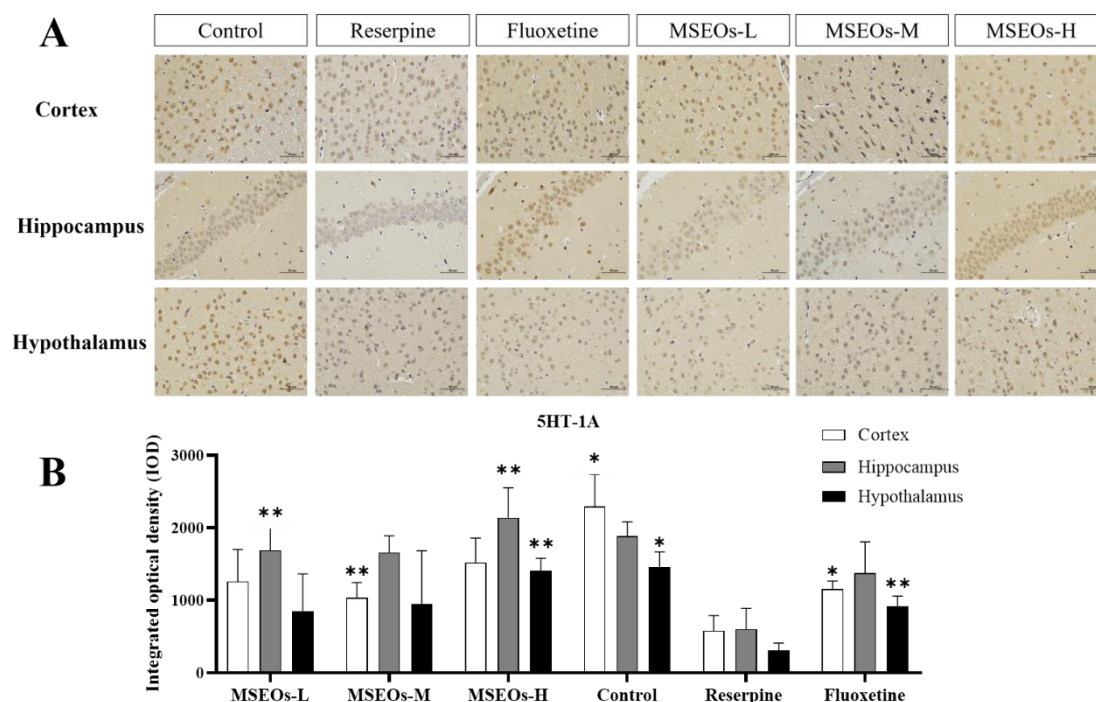 A
Control Reserpine Fluoxetine MSEOs-L MSEOs-M MSEOs-H
Cortex
Hippocampus
Hypothalamus
B
5HT-1A
Integrated optical density (IOD)
3000
2000
1000
0
** ** ** ** * * * **
Cortex
Hippocampus
Hypothalamus
MSEOs-L MSEOs-M MSEOs-H Control Reserpine Fluoxetine